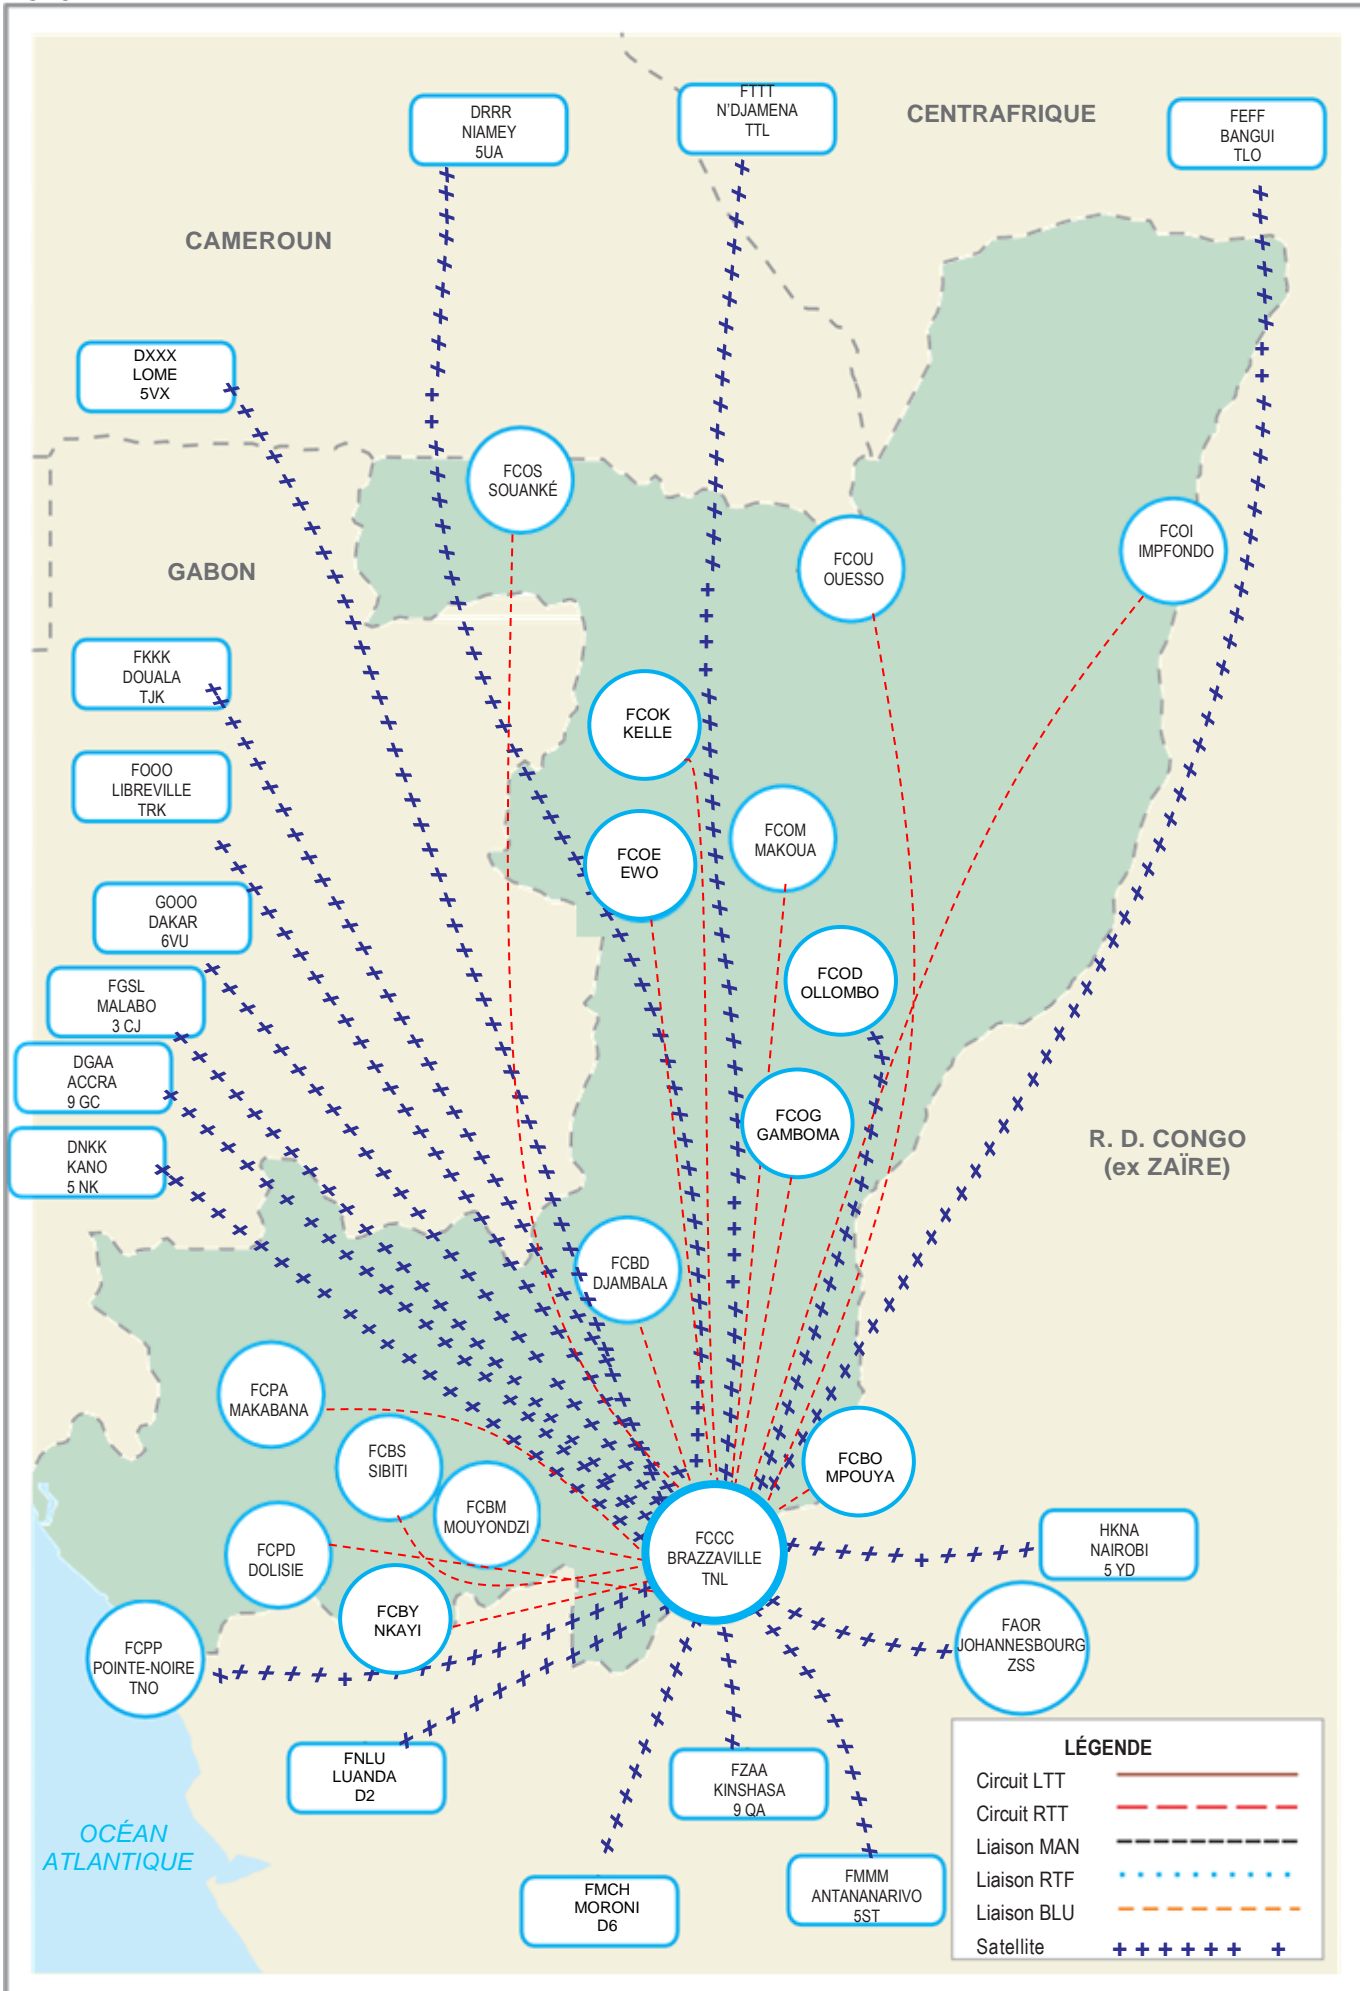 DRRR
NIAMEY
5UA
FTTT
N'DJAMENA
TTL
CENTRAFRIQUE
FEFF
BANGUI
TLO
CAMEROUN
DXXX
LOME
5VX
FCOS
SOUANKÉ
FCOU
OUESSO
FCOI
IMPFONDO
GABON
FKKK
DOUALA
TJK
FCOK
KELLE
FOOO
LIBREVILLE
TRK
FCOM
MAKOUA
FCOE
EWO
GOOO
DAKAR
6VU
FCOD
OLLOMBO
FGSL
MALABO
3 CJ
DGAA
ACCRA
9 GC
FCOG
GAMBOMA
DNKK
KANO
5 NK
R. D. CONGO
(ex ZAÏRE)
FCBD
DJAMBALA
FCPA
MAKABANA
FCBS
SIBITI
FCBO
MPOUYA
FCBM
MOUYONDZI
FCPD
DOLISIE
FCCC
BRAZZAVILLE
TNL
HKNA
NAIROBI
5 YD
FCBY
NKAYI
FAOR
JOHANNESBOURG
ZSS
FCPP
POINTE-NOIRE
TNO
FNLU
LUANDA
D2
FZAA
KINSHASA
9 QA
OCÉAN
ATLANTIQUE
FMCH
MORONI
D6
FMMM
ANTANANARIVO
5ST
LÉGENDE
Circuit LTT
Circuit RTT
Liaison MAN
Liaison RTF
Liaison BLU
Satellite